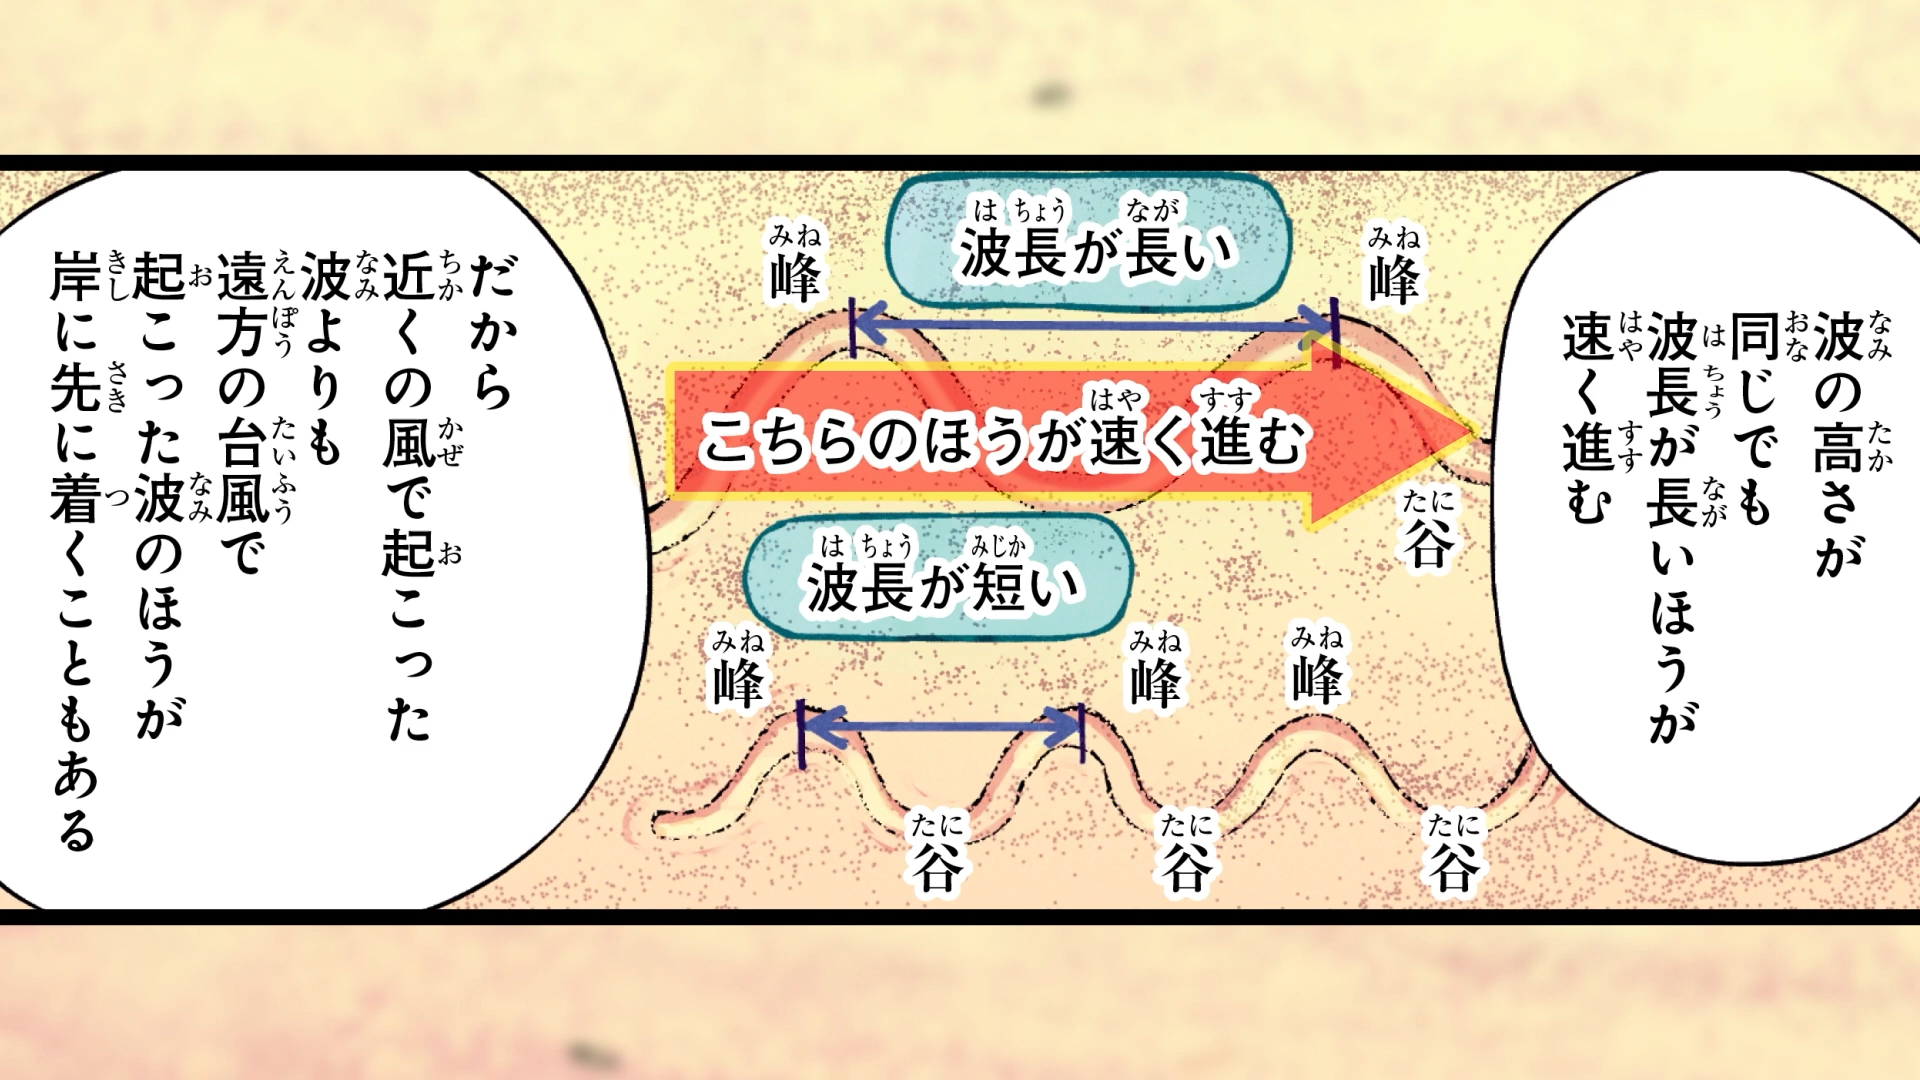 波の高さが
同じでも
波長が長いほうが
速く進む
波長が長い
峰
峰
こちらのほうが速く進む
谷
波長が短い
峰
峰
峰
谷
谷
谷
だから
近くの風で起こった
波よりも
遠方の台風で
起こった波のほうが
岸に先に着くこともある